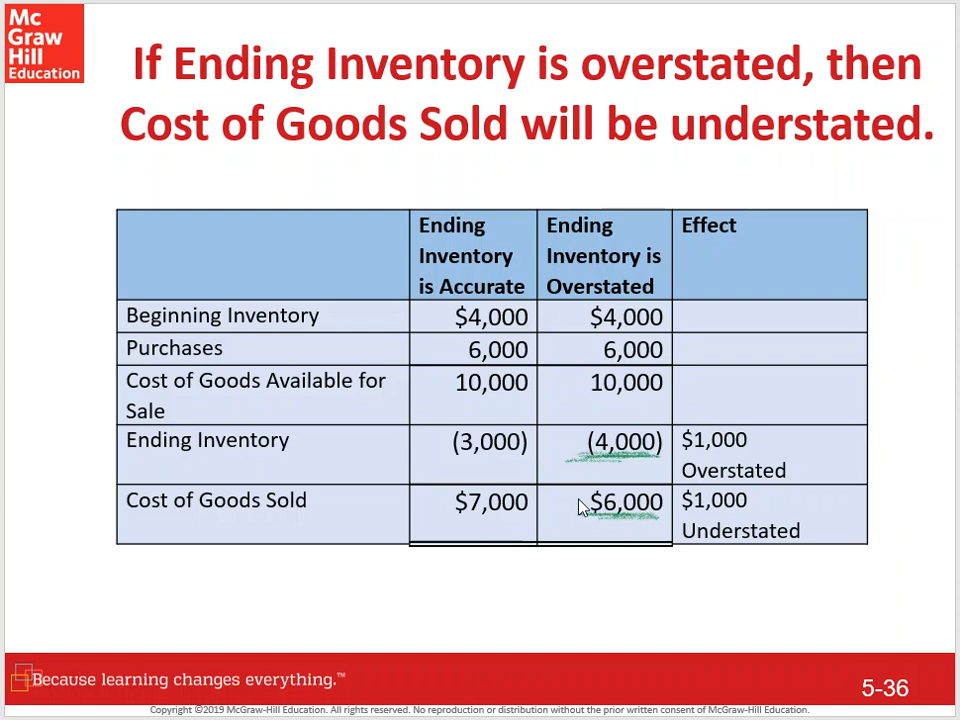 Mc
Graw
Hill
Education
If Ending Inventory is overstated, then
Cost of Goods Sold will be understated.
Ending
Inventory
is Accurate
Ending
Inventory is
Overstated
Effect
Beginning Inventory $4,000 $4,000
Purchases 6,000 6,000
Cost of Goods Available for
Sale
10,000 10,000
Ending Inventory (3,000) (4,000) $1,000
Overstated
Cost of Goods Sold $7,000 $6,000 $1,000
Understated
Because learning changes everything.™
5-36
Copyright ©2019 McGraw-Hill Education. All rights reserved. No reproduction or distribution without the prior written consent of McGraw-Hill Education.